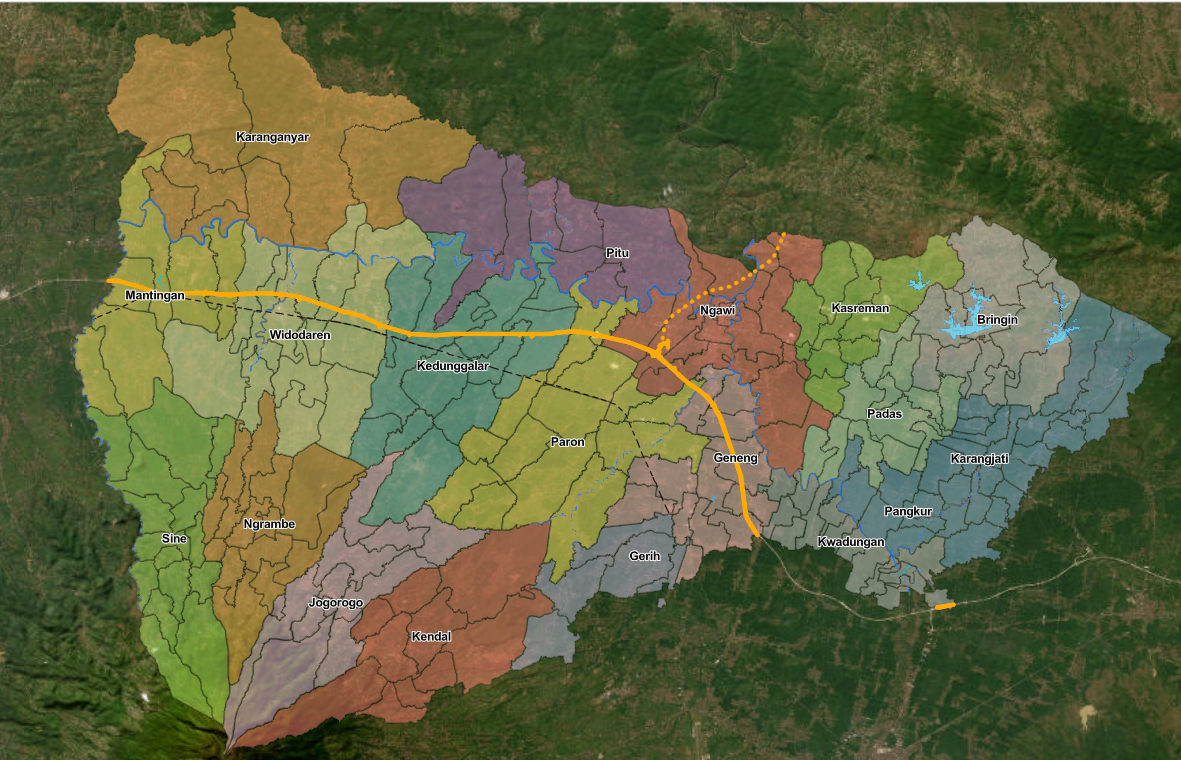 Karanganyar
Pitu
Mantingan
Ngawi
Kasreman
Bringin
Widodaren
Kedunggalar
Padas
Paron
Geneng
Karangjati
Pangkur
Ngrambe
Sine
Kwadungan
Gerih
Jogorogo
Kendal